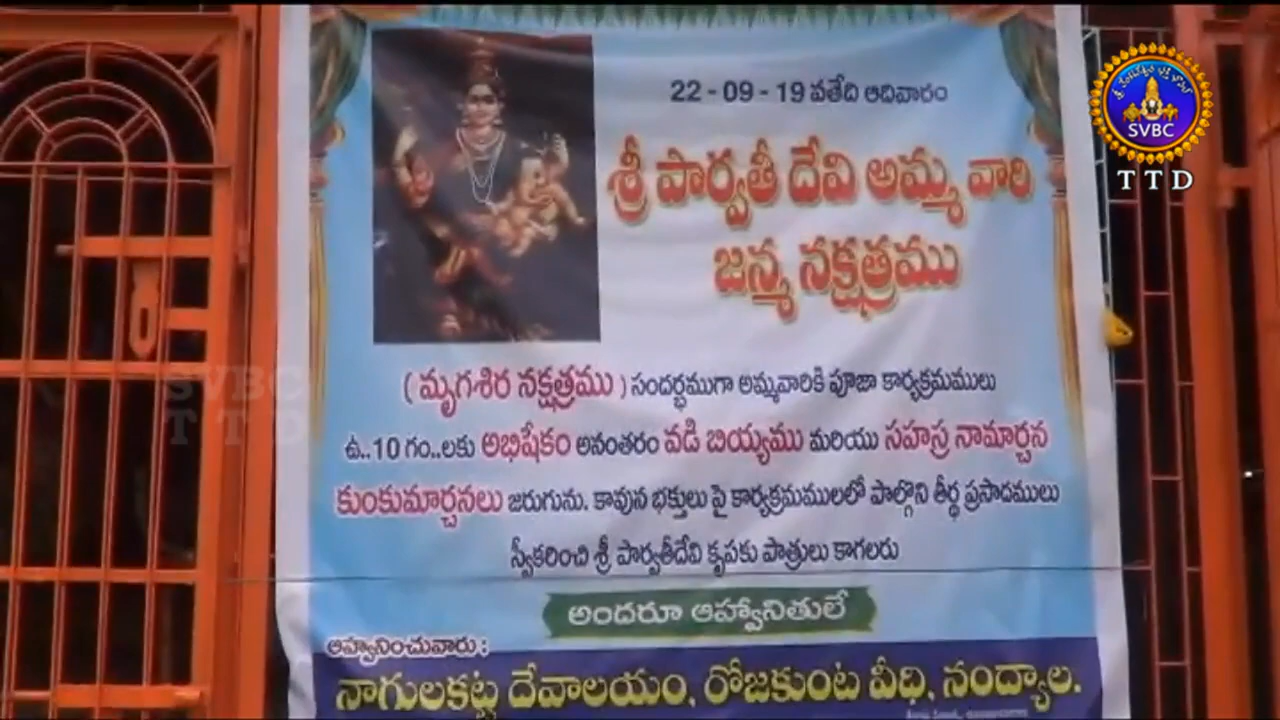 22 - 09 - 19 వతేది ఆదివారం
శ్రీ పార్వతీ దేవి అమ్మ వారి
జన్మ నక్షత్రము
( మృగశిర నక్షత్రము ) సందర్భముగా అమ్మవారికి పూజా కార్యక్రమములు
ఉ..10 గం..లకు అభిషేకం అనంతరం వడి బియ్యము మరియు సహస్ర నామార్చన
కుంకుమార్చనలు జరుగును. కావున భక్తులు పై కార్యక్రమములలో పాల్గొని తీర్థ ప్రసాదములు
స్వీకరించి శ్రీ పార్వతీదేవి కృపకు పాత్రులు కాగలరు
అందరూ ఆహ్వానితులే
ఆహ్వానించువారు :
నాగులకట్ట దేవాలయం, రోజకుంట వీధి, నంద్యాల.
SVBC
TTD
SVBC
TTD